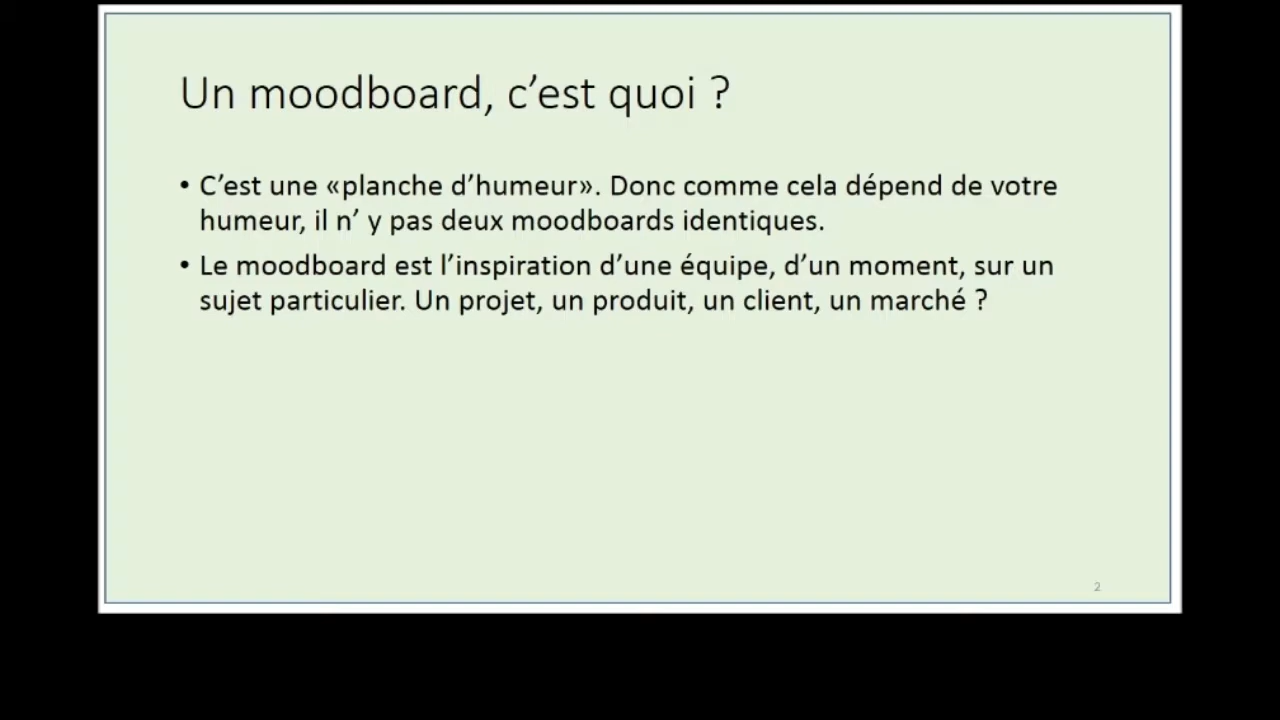 Un moodboard, c’est quoi ?
• C’est une «planche d’humeur». Donc comme cela dépend de votre
humeur, il n’ y pas deux moodboards identiques.
• Le moodboard est l’inspiration d’une équipe, d’un moment, sur un
sujet particulier. Un projet, un produit, un client, un marché ?
2